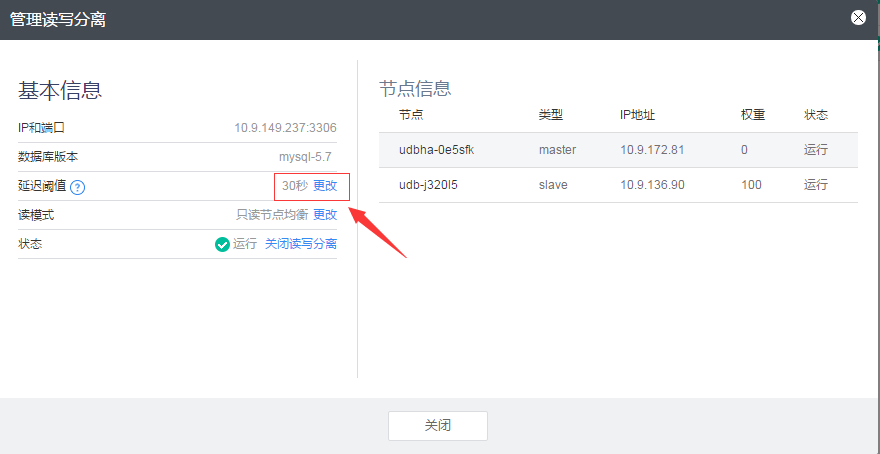 管理读写分离
基本信息
IP和端口 10.9.149.237:3306
数据库版本 mysql-5.7
延迟阈值 ? 30秒 更改
读模式 只读节点均衡 更改
状态 运行 关闭读写分离
节点信息
节点 类型 IP地址 权重 状态
udbha-0e5sfk master 10.9.172.81 0 运行
udb-j320l5 slave 10.9.136.90 100 运行
关闭